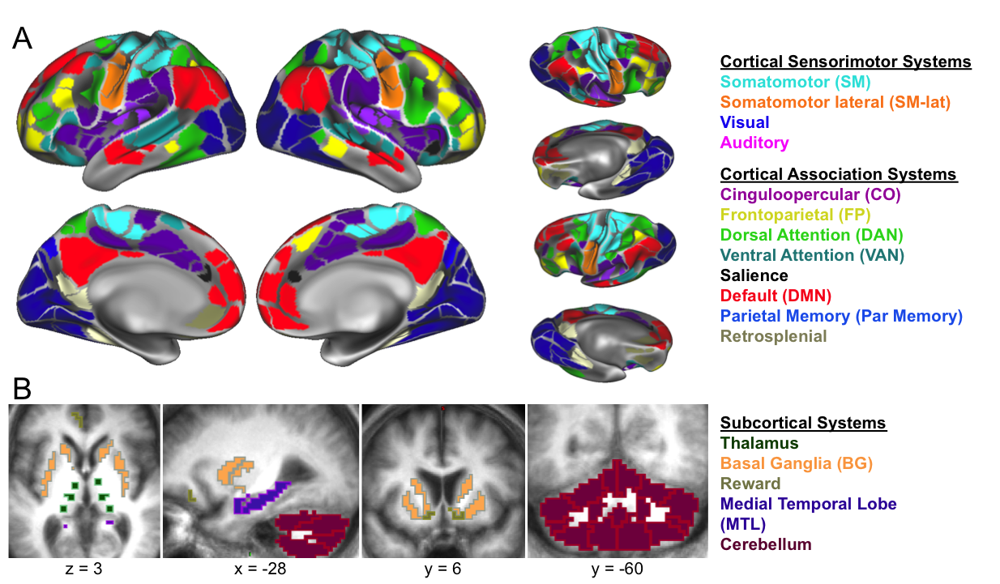 A
Cortical Sensorimotor Systems
Somatomotor (SM)
Somatomotor lateral (SM-lat)
Visual
Auditory
Cortical Association Systems
Cinguloopercular (CO)
Frontoparietal (FP)
Dorsal Attention (DAN)
Ventral Attention (VAN)
Salience
Default (DMN)
Parietal Memory (Par Memory)
Retrosplenial
B
z = 3
x = -28
y = 6
y = -60
Subcortical Systems
Thalamus
Basal Ganglia (BG)
Reward
Medial Temporal Lobe
(MTL)
Cerebellum